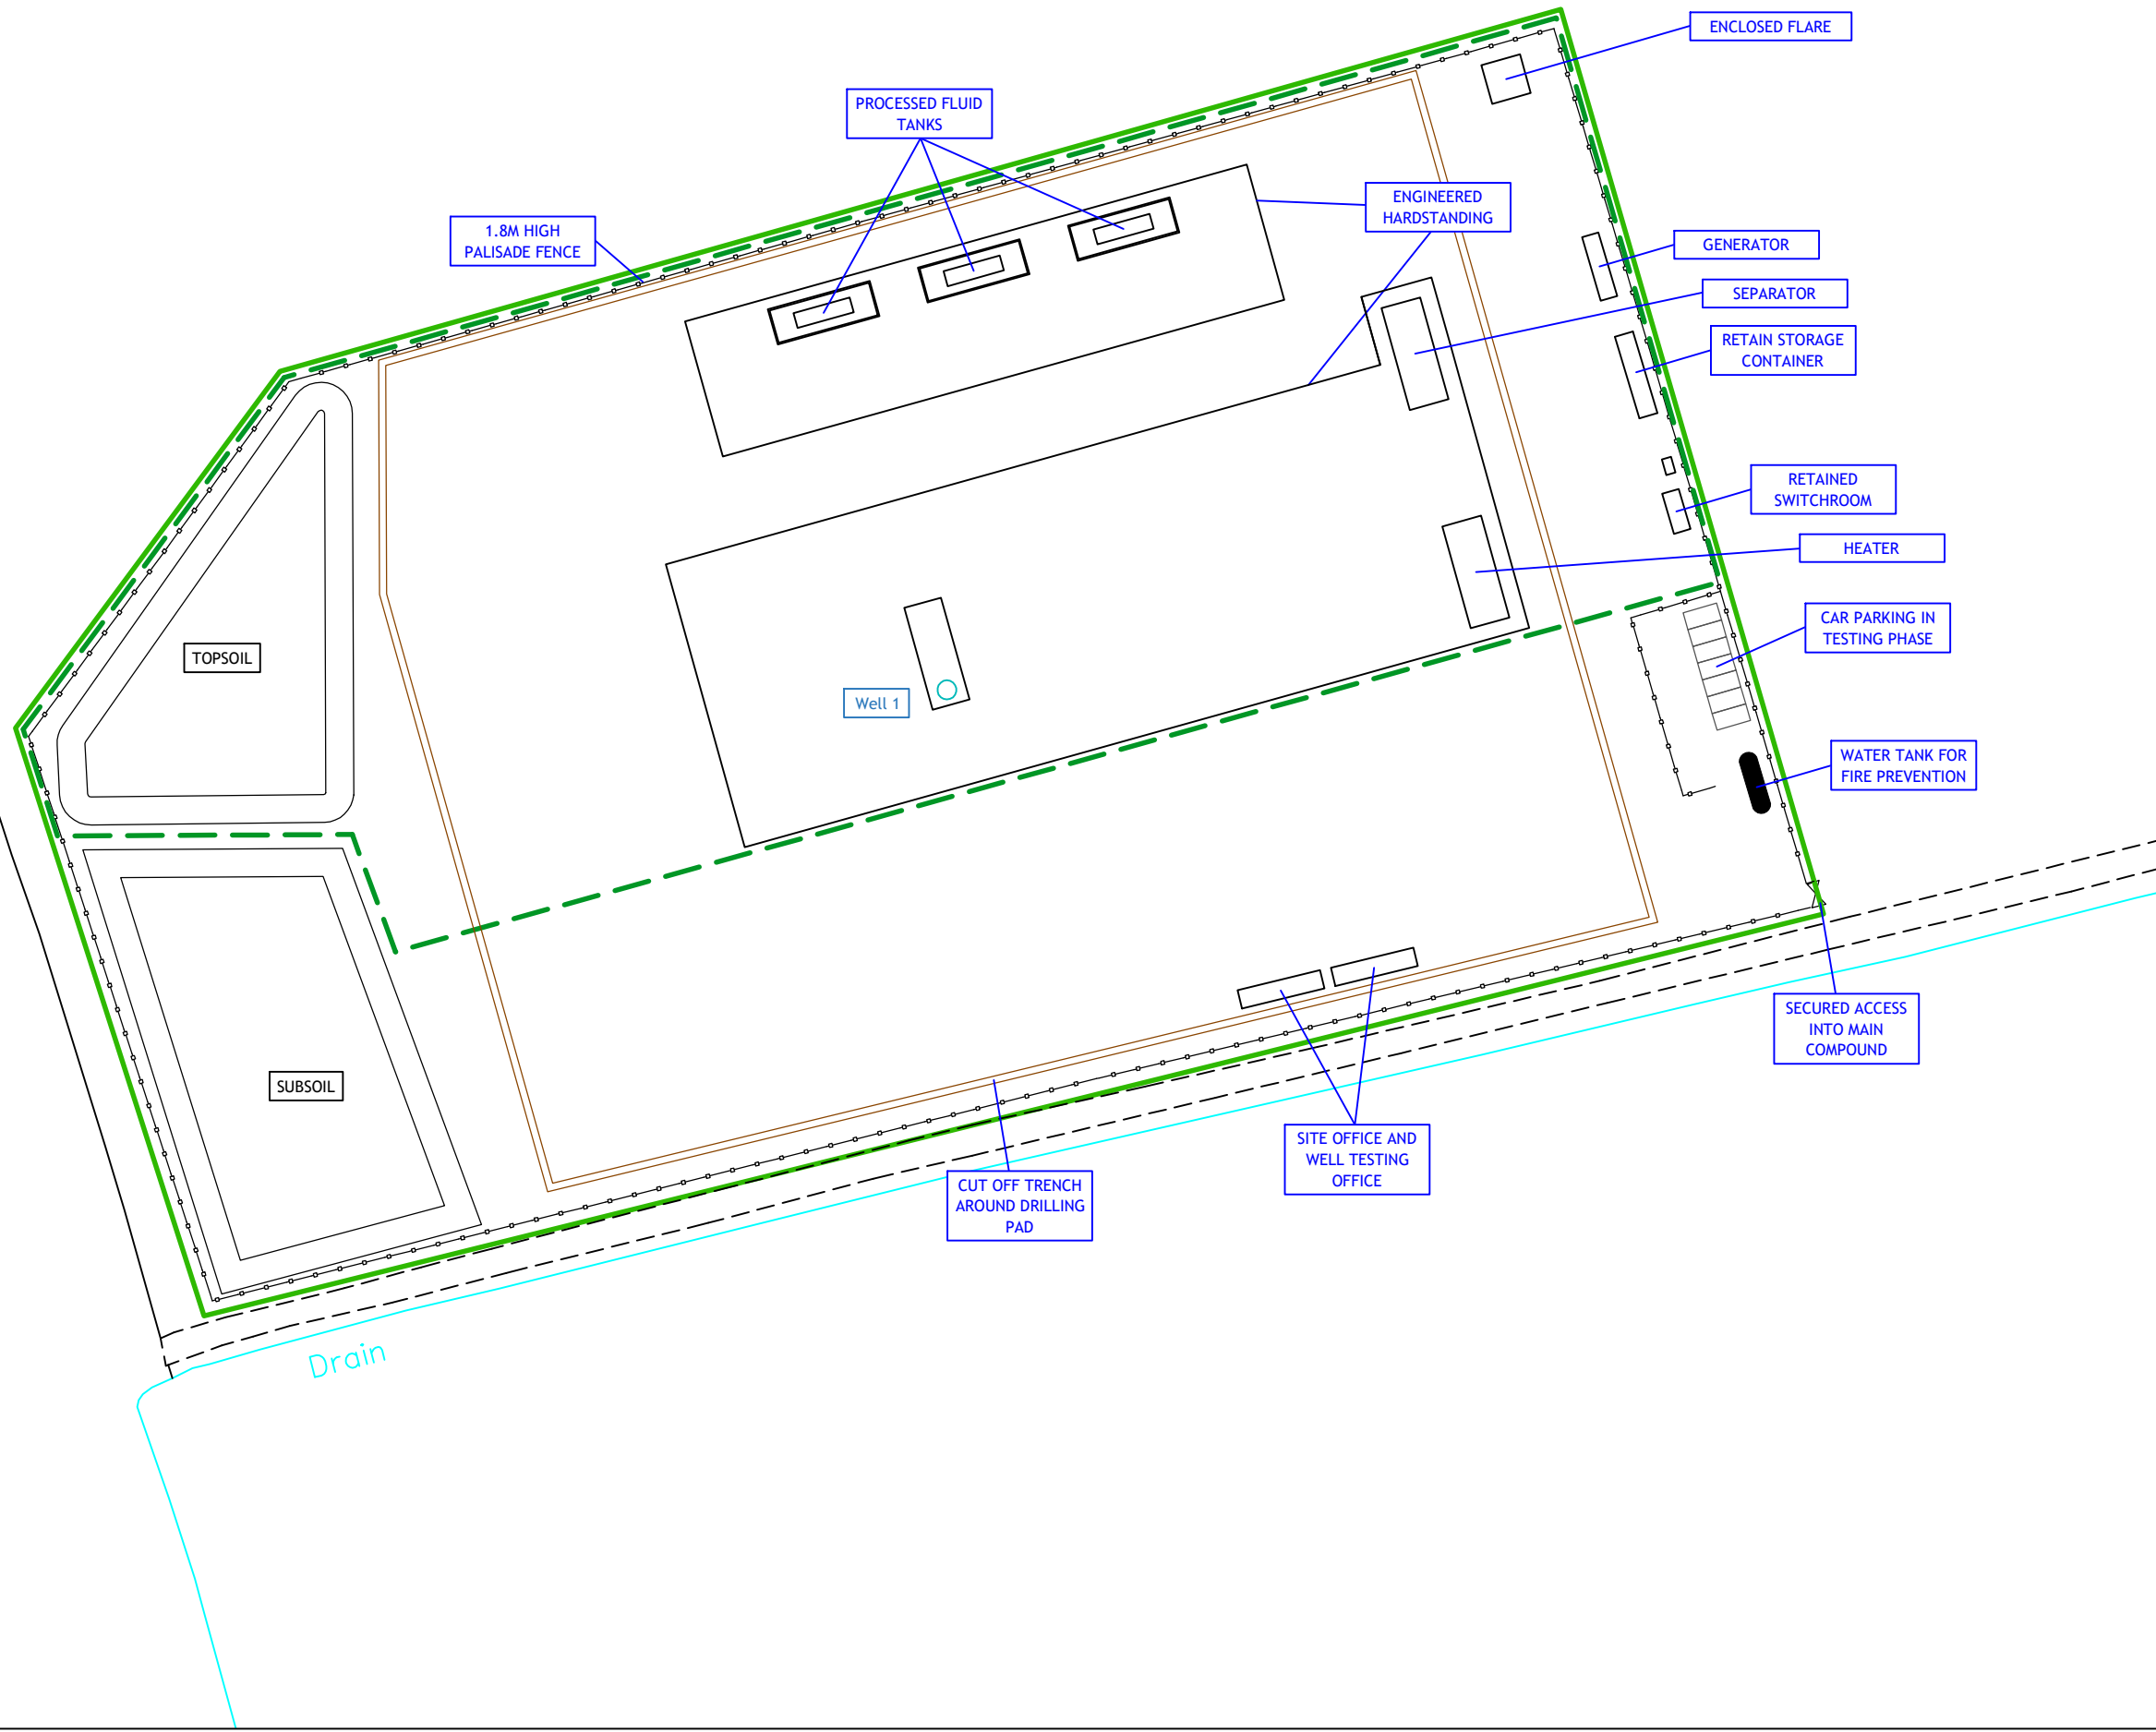 ENCLOSED FLARE
PROCESSED FLUID
TANKS
ENGINEERED
HARDSTANDING
1.8M HIGH
PALISADE FENCE
GENERATOR
SEPARATOR
RETAIN STORAGE
CONTAINER
RETAINED
SWITCHROOM
HEATER
CAR PARKING IN
TESTING PHASE
TOPSOIL
Well 1
WATER TANK FOR
FIRE PREVENTION
SECURED ACCESS
INTO MAIN
COMPOUND
SUBSOIL
SITE OFFICE AND
WELL TESTING
OFFICE
CUT OFF TRENCH
AROUND DRILLING
PAD
Drain